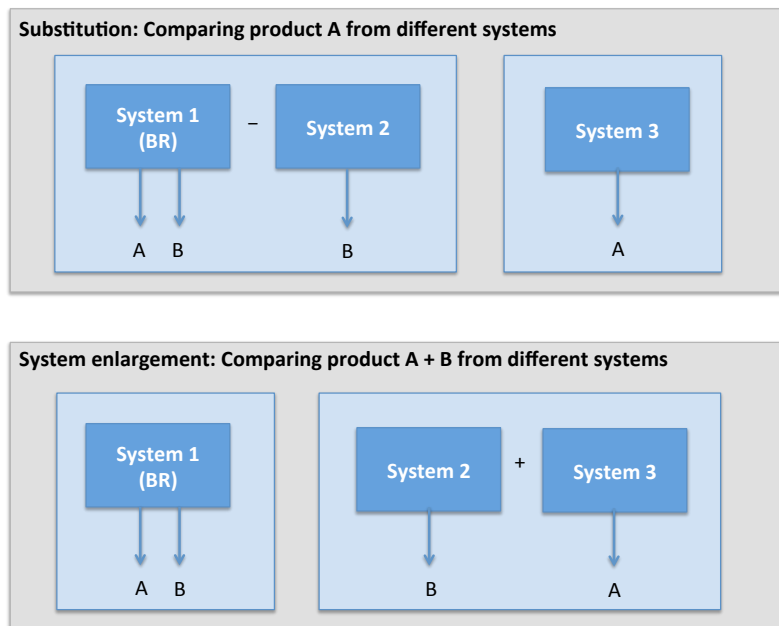 Substitution: Comparing product A from different systems
System 1
(BR)
–
System 2
System 3
A B
B
A
System enlargement: Comparing product A + B from different systems
System 1
(BR)
System 2
+
System 3
A B
B
A